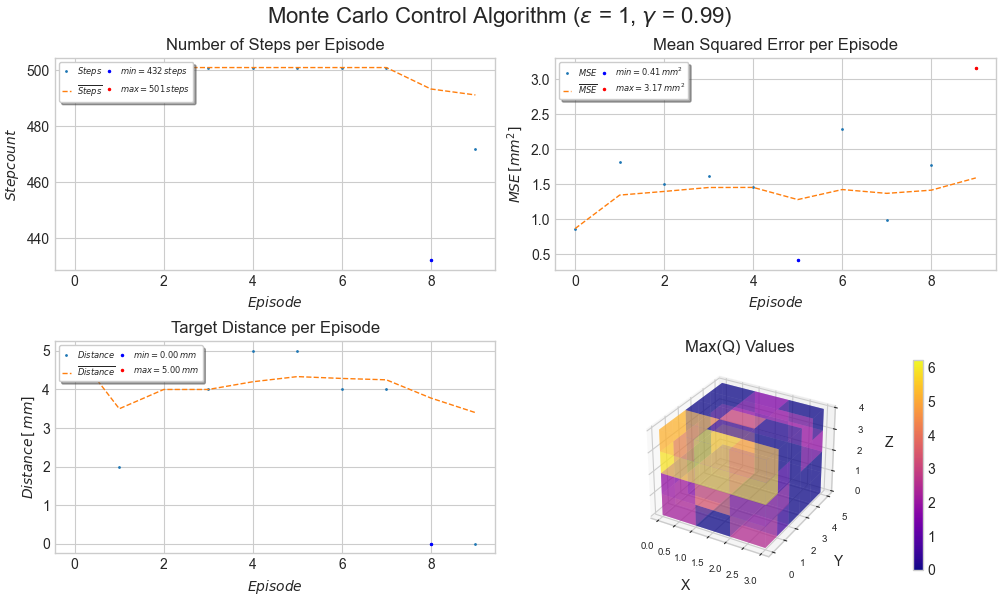 Monte Carlo Control Algorithm (ε = 1, γ = 0.99)
Number of Steps per Episode
Steps
Steps
min = 432 steps
max = 501 steps
500
480
460
440
Stepcount
0 2 4 6 8
Episode
Mean Squared Error per Episode
MSE
MSE
min = 0.41 mm²
max = 3.17 mm²
3.0
2.5
2.0
1.5
1.0
0.5
MSE [mm²]
0 2 4 6 8
Episode
Target Distance per Episode
Distance
Distance
min = 0.00 mm
max = 5.00 mm
5
4
3
2
1
0
Distance [mm]
0 2 4 6 8
Episode
Max(Q) Values
4
3
2
1
0
Z
0.0 0.5 1.0 1.5 2.0 2.5 3.0
X
0 1 2 3 4 5
Y
6
5
4
3
2
1
0